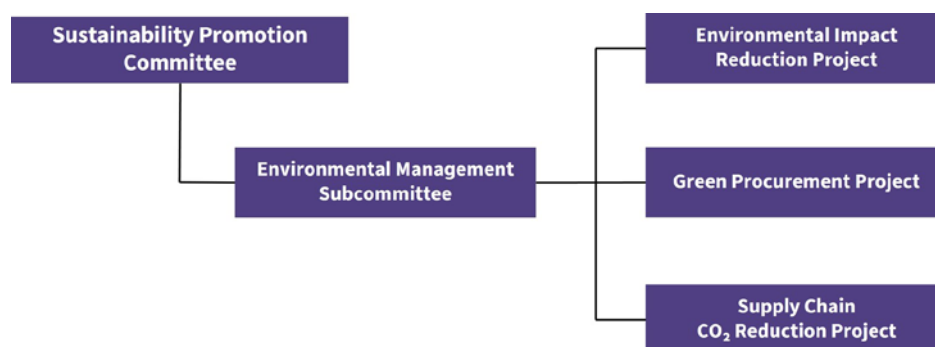 Sustainability Promotion
Committee
Environmental Management
Subcommittee
Environmental Impact
Reduction Project
Green Procurement Project
Supply Chain
CO₂ Reduction Project